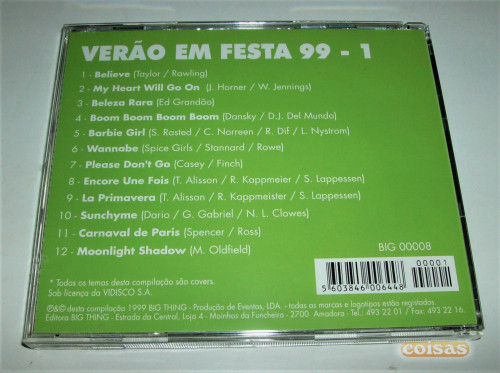 VERÃO EM FESTA 99 - 1
1 - Believe (Taylor / Rawling)
2 - My Heart Will Go On (J. Horner / W. Jennings)
3 - Beleza Rara (Ed Grandão)
4 - Boom Boom Boom Boom (Dansky / D.J. Del Mundo)
5 - Barbie Girl (S. Rasted / C. Norreen / R. Dif / L. Nystrom)
6 - Wannabe (Spice Girls / Stannard / Rowe)
7 - Please Don't Go (Casey / Finch)
8 - Encore Une Fois (T. Alisson / R. Kappmeier / S. Lappessen)
9 - La Primavera (T. Alisson / R. Kappmeister / S. Lappessen)
10 - Sunchyme (Dario / G. Gabriel / N. L. Clowes)
11 - Carnaval de Paris (Spencer / Ross)
12 - Moonlight Shadow (M. Oldfield)
BIG 00008
00001
5 603846 006448
* Todos os temas desta compilação são covers.
Sob licença da VIDISCO S.A.
℗&© desta compilação 1999 BIG THING - Produção de Eventos, LDA. - todas as marcas e logotipos estão registados.
Editora BIG THING - Estrada da Central, Loja 4 - Moinhos da Funcheira - 2700 Amadora - Tel.: 493 22 01 / Fax.: 493 22 16.
coisas